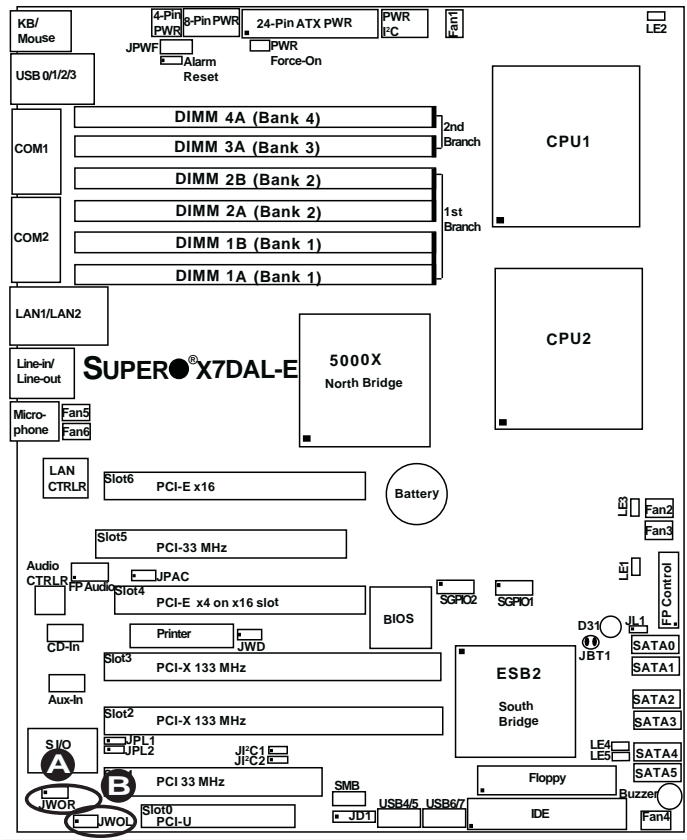 KB/
Mouse
4-Pin
PWR
8-Pin PWR
24-Pin ATX PWR
PWR
I²C
Fan1
LE2
JPWF
Alarm
Reset
PWR
Force-On
USB 0/1/2/3
DIMM 4A (Bank 4)
DIMM 3A (Bank 3)
2nd
Branch
DIMM 2B (Bank 2)
DIMM 2A (Bank 2)
DIMM 1B (Bank 1)
DIMM 1A (Bank 1)
1st
Branch
COM1
COM2
CPU1
CPU2
LAN1/LAN2
Line-in/
Line-out
SUPER®X7DAL-E
5000X
North Bridge
Micro-
phone
Fan5
Fan6
LAN
CTRLR
Slot6
PCI-E x16
Battery
LE3
Fan2
Fan3
Slot5
PCI-33 MHz
Audio
CTRLR
FP Audio
JPAC
LE1
FP Control
Slot4
PCI-E x4 on x16 slot
BIOS
SGPIO2
SGPIO1
CD-In
Printer
JWD
D31
JL1
JBT1
SATA0
SATA1
Slot3
PCI-X 133 MHz
ESB2
South
Bridge
Aux-In
SATA2
SATA3
Slot2
PCI-X 133 MHz
S I/O
JPL1
JPL2
JI²C1
JI²C2
LE4
LE5
SATA4
SATA5
A
B
PCI 33 MHz
SMB
Floppy
Buzzer
JWOR
JWOL
Slot0
PCI-U
JD1
USB4/5
USB6/7
IDE
Fan4